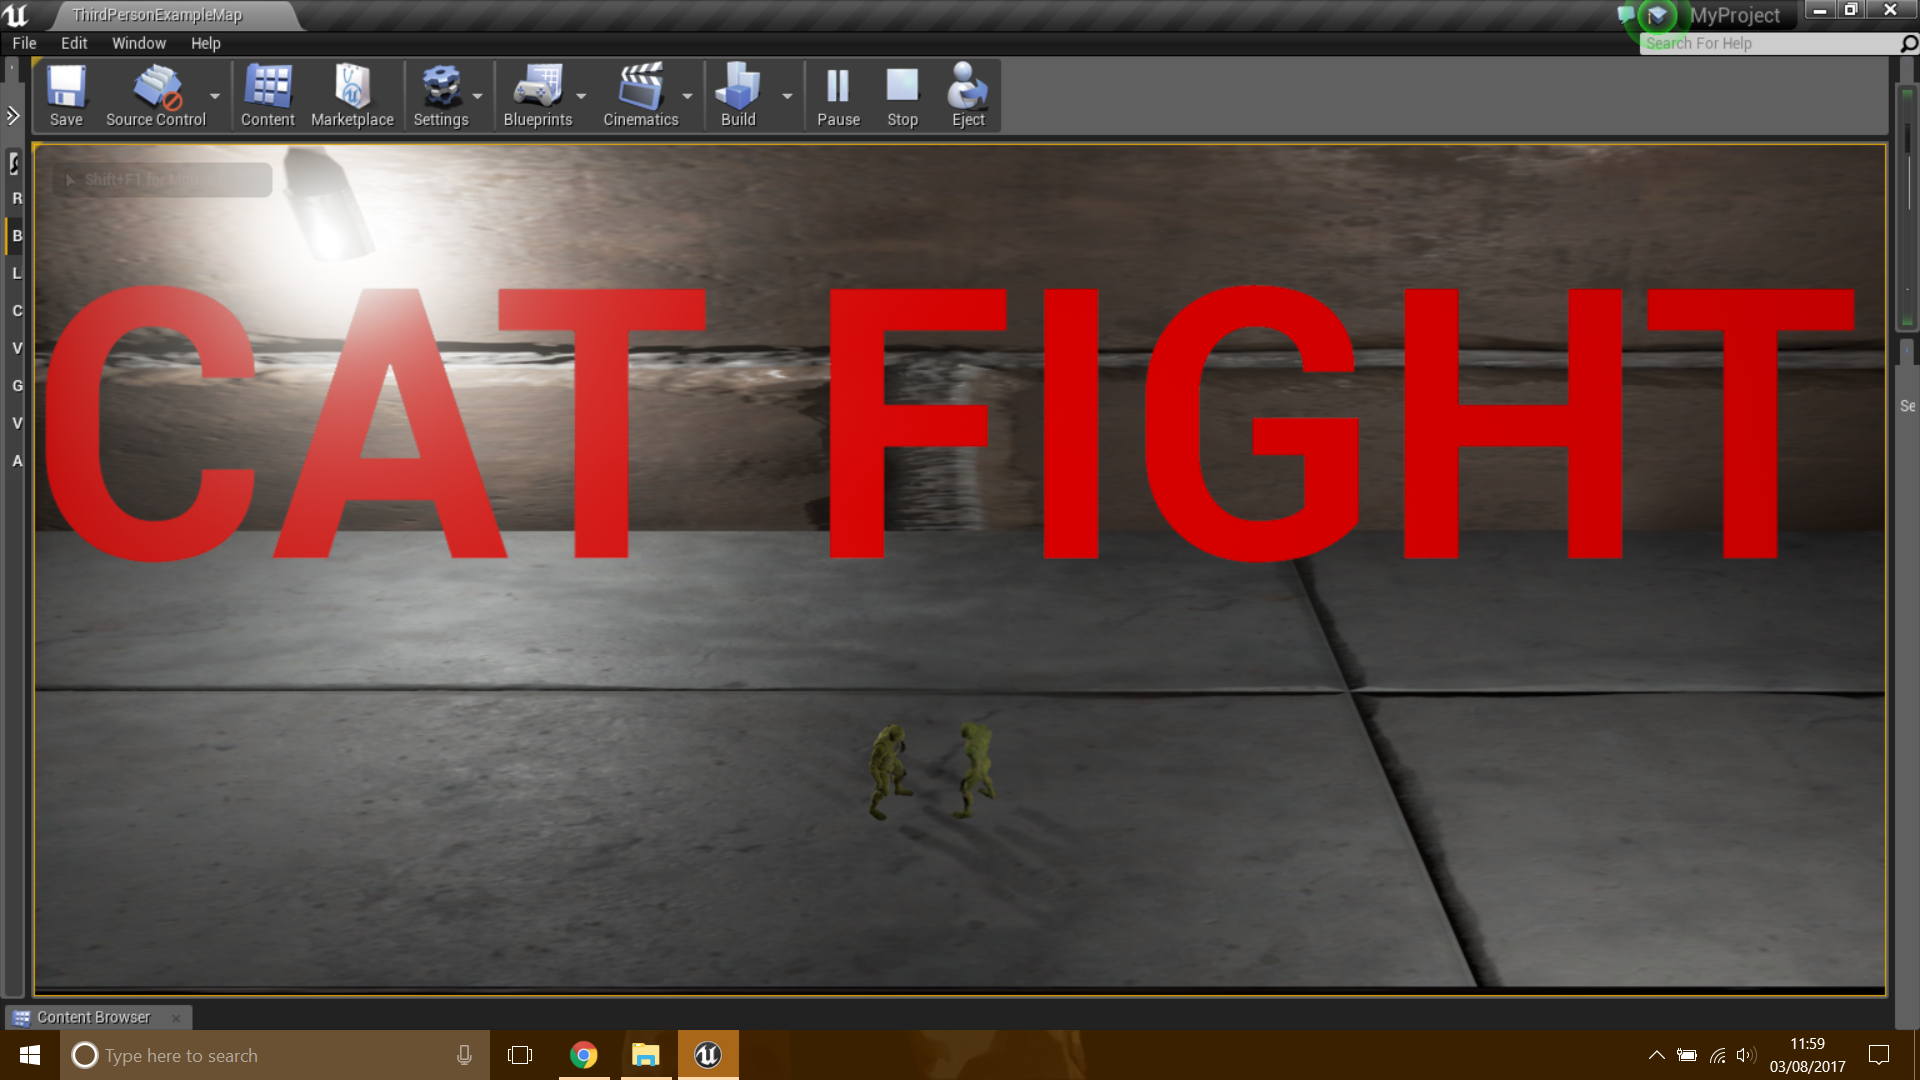 ThirdPersonExampleMap
MyProject
File Edit Window Help
Search For Help
Save Source Control Content Marketplace Settings Blueprints Cinematics Build Pause Stop Eject
Shift+F1 for
R
B
L
C
V
G
V
A
Se
CAT FIGHT
Content Browser
Type here to search
11:59
03/08/2017